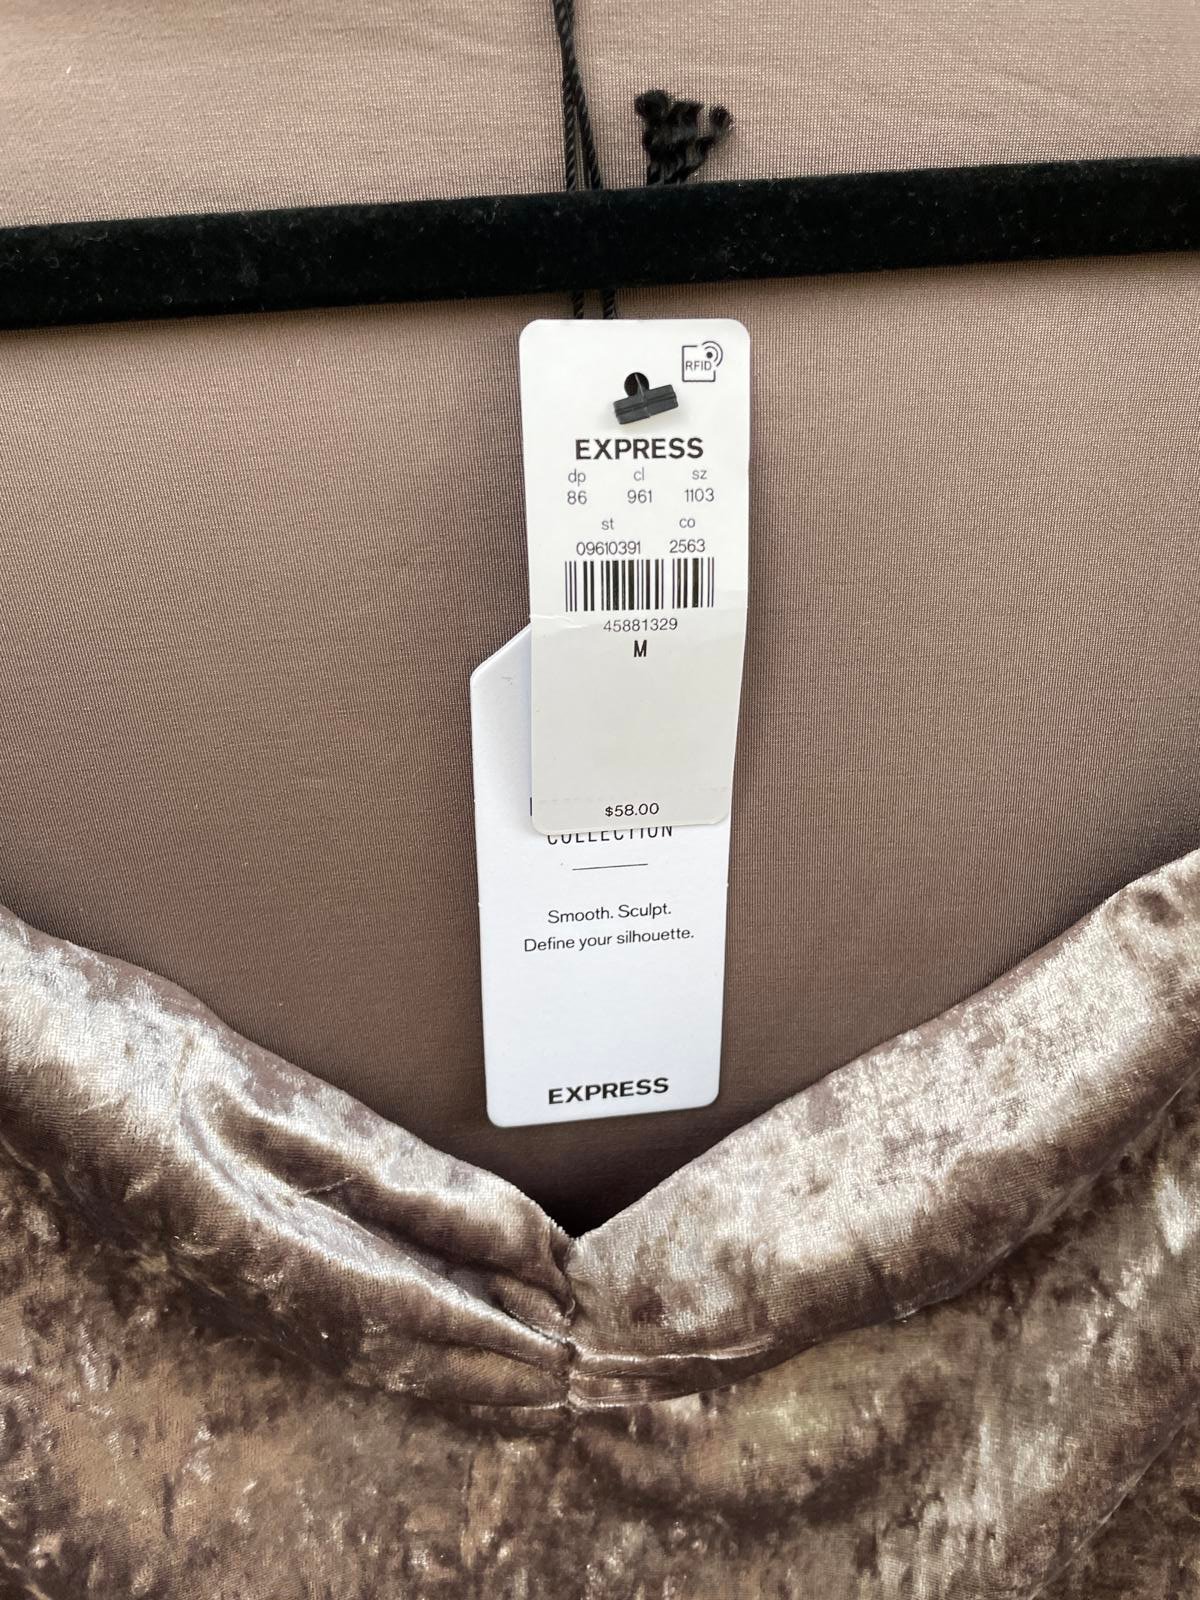 RFID
EXPRESS
dp cl sz
86 961 1103
st co
09610391 2563
45881329
M
$58.00
COLLECTION
Smooth. Sculpt.
Define your silhouette.
EXPRESS